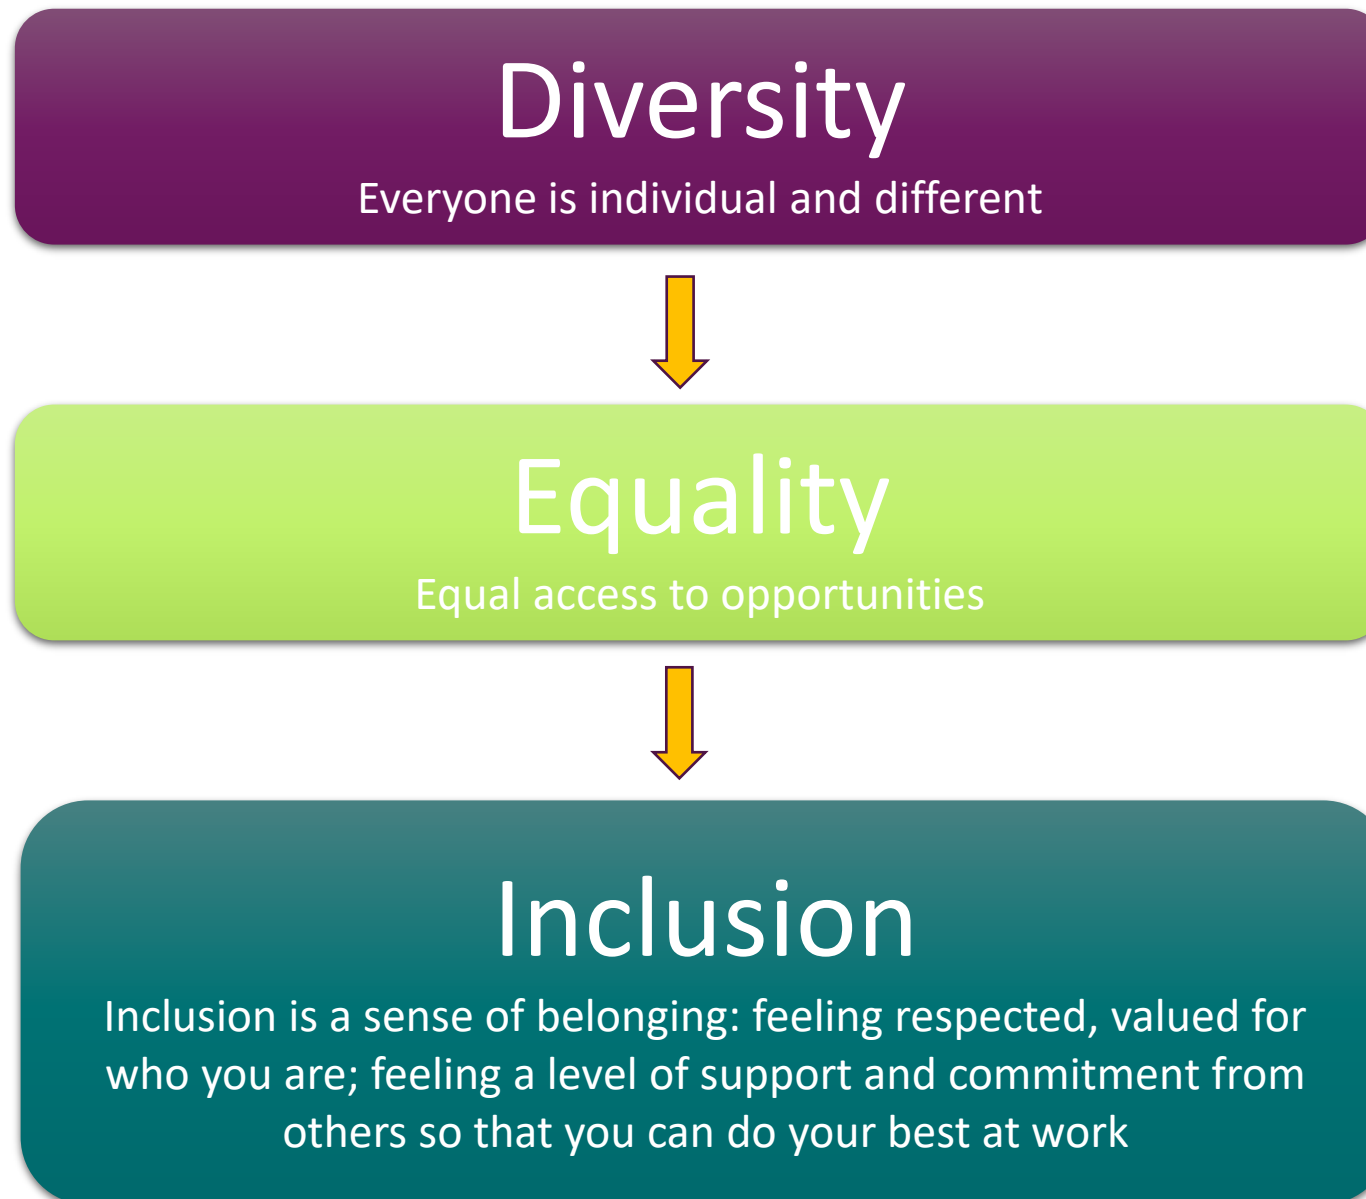 Diversity
Everyone is individual and different
Equality
Equal access to opportunities
Inclusion
Inclusion is a sense of belonging: feeling respected, valued for
who you are; feeling a level of support and commitment from
others so that you can do your best at work